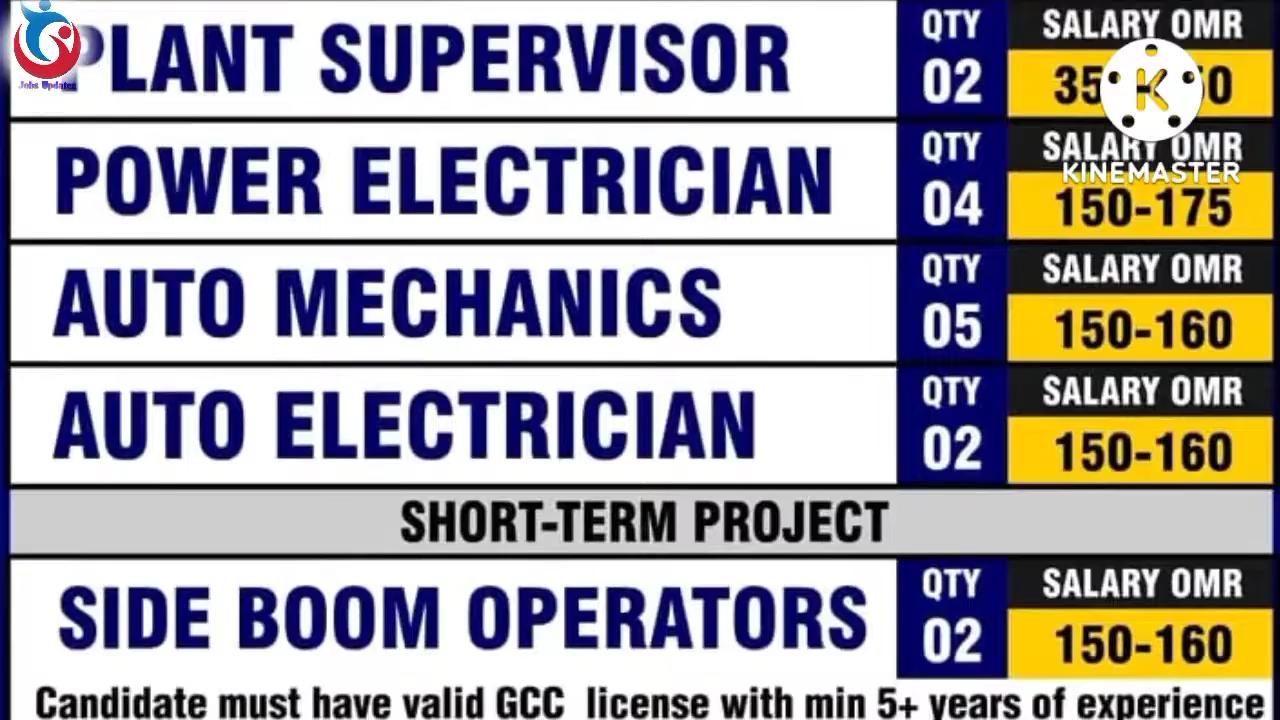 Jobs Updates
PLANT SUPERVISOR
QTY
02
SALARY OMR
POWER ELECTRICIAN
QTY
04
SALARY OMR
KINEMASTER
150-175
AUTO MECHANICS
QTY
05
SALARY OMR
150-160
AUTO ELECTRICIAN
QTY
02
SALARY OMR
150-160
SHORT-TERM PROJECT
SIDE BOOM OPERATORS
QTY
02
SALARY OMR
150-160
Candidate must have valid GCC license with min 5+ years of experience